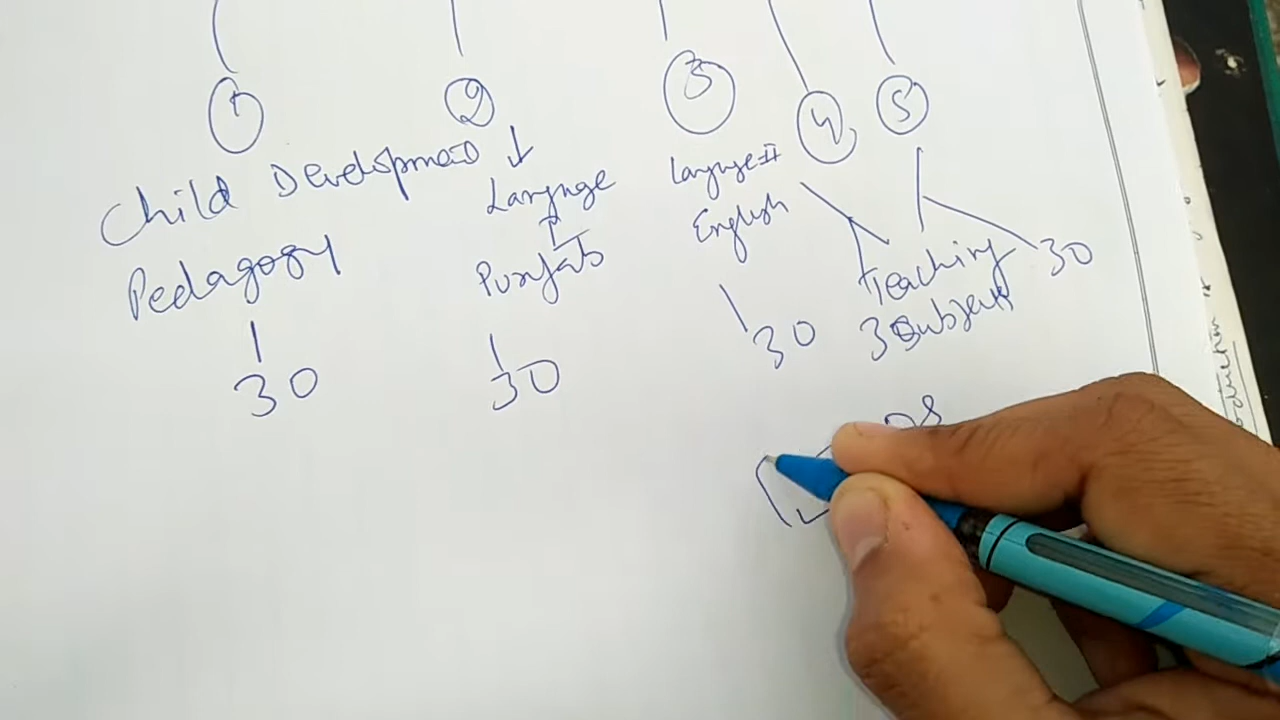 1 2 3 4 5
Child Development
Pedagogy
30
Language
I
Punjabi
30
Language-II
English
30
Teaching
Subjects
30
30